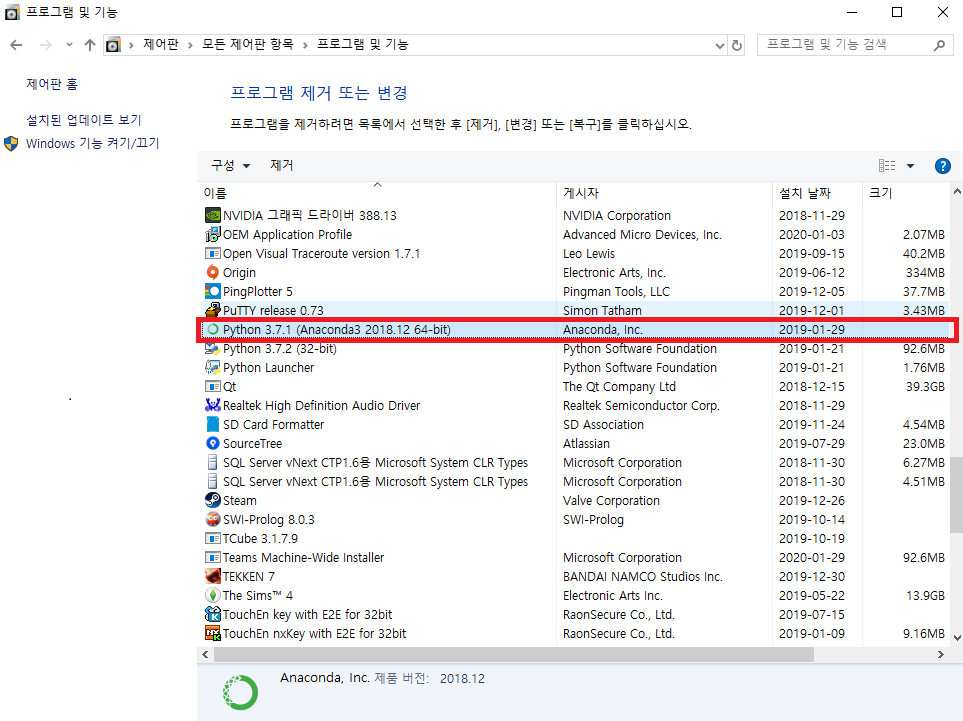 프로그램 및 기능
제어판 > 모든 제어판 항목 > 프로그램 및 기능
프로그램 및 기능 검색
제어판 홈
설치된 업데이트 보기
Windows 기능 켜기/끄기
프로그램 제거 또는 변경
프로그램을 제거하려면 목록에서 선택한 후 [제거], [변경] 또는 [복구]를 클릭하십시오.
구성 제거
이름 게시자 설치 날짜 크기
NVIDIA 그래픽 드라이버 388.13 NVIDIA Corporation 2018-11-29
OEM Application Profile Advanced Micro Devices, Inc. 2020-01-03 2.07MB
Open Visual Traceroute version 1.7.1 Leo Lewis 2019-09-15 40.2MB
Origin Electronic Arts, Inc. 2019-06-12 334MB
PingPlotter 5 Pingman Tools, LLC 2019-12-05 37.7MB
PuTTY release 0.73 Simon Tatham 2019-12-01 3.43MB
Python 3.7.1 (Anaconda3 2018.12 64-bit) Anaconda, Inc. 2019-01-29
Python 3.7.2 (32-bit) Python Software Foundation 2019-01-21 92.6MB
Python Launcher Python Software Foundation 2019-01-21 1.76MB
Qt The Qt Company Ltd 2018-12-15 39.3GB
Realtek High Definition Audio Driver Realtek Semiconductor Corp. 2018-11-29
SD Card Formatter SD Association 2019-11-24 4.54MB
SourceTree Atlassian 2019-07-29 23.0MB
SQL Server vNext CTP1.6용 Microsoft System CLR Types Microsoft Corporation 2018-11-30 6.27MB
SQL Server vNext CTP1.6용 Microsoft System CLR Types Microsoft Corporation 2018-11-30 4.51MB
Steam Valve Corporation 2019-12-26
SWI-Prolog 8.0.3 SWI-Prolog 2019-10-14
TCube 3.1.7.9 2019-10-19
Teams Machine-Wide Installer Microsoft Corporation 2020-01-29 92.6MB
TEKKEN 7 BANDAI NAMCO Studios Inc. 2019-12-30
The Sims™ 4 Electronic Arts Inc. 2019-05-22 13.9GB
TouchEn key with E2E for 32bit RaonSecure Co., Ltd. 2019-07-15
TouchEn nxKey with E2E for 32bit RaonSecure Co., Ltd. 2019-01-09 9.16MB
Anaconda, Inc. 제품 버전: 2018.12